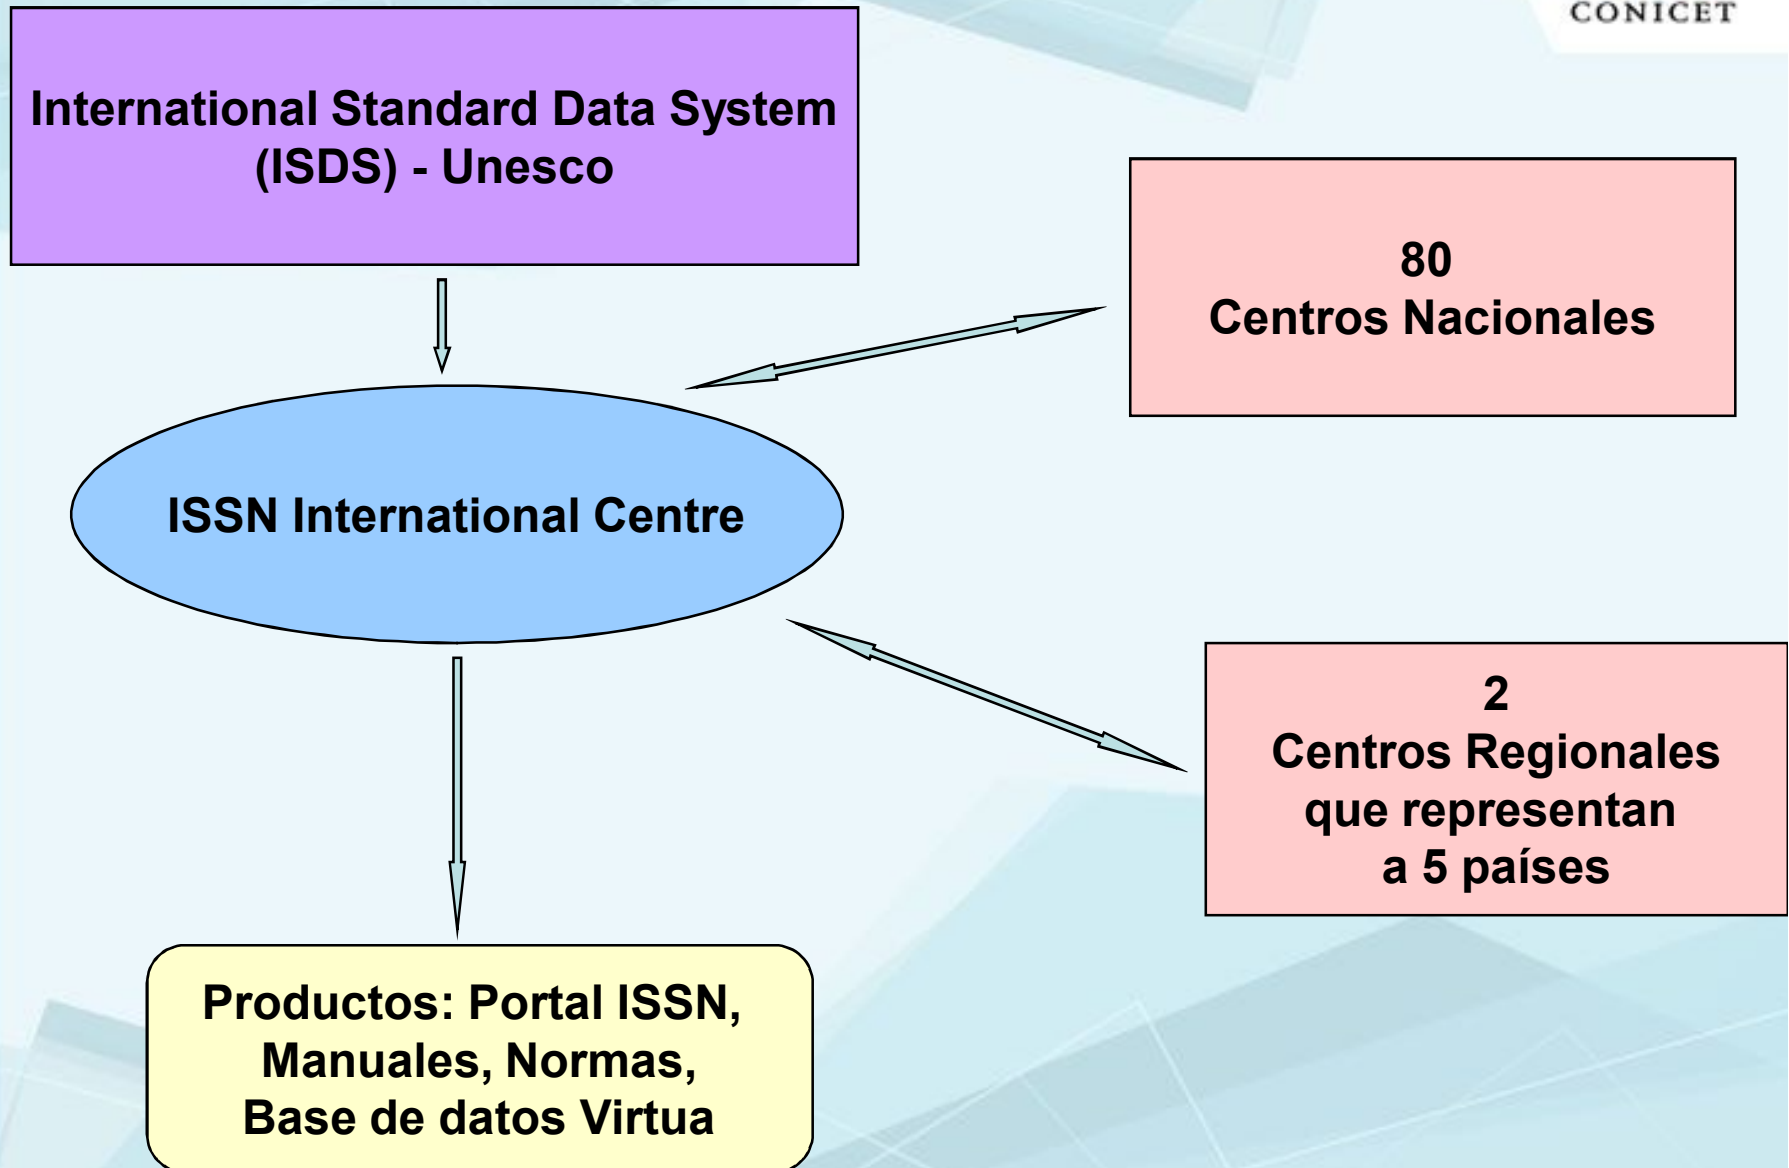 CONICET
International Standard Data System
(ISDS) - Unesco
80
Centros Nacionales
ISSN International Centre
2
Centros Regionales
que representan
a 5 países
Productos: Portal ISSN,
Manuales, Normas,
Base de datos Virtua